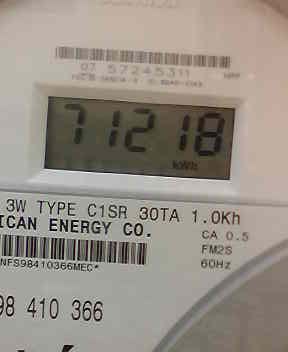 07 57245311
71218
kWh
3W TYPE C1SR 30TA 1.0Kh
ICAN ENERGY CO.
CA 0.5
FM2S
NFS98410366MEC*
60Hz
98 410 366